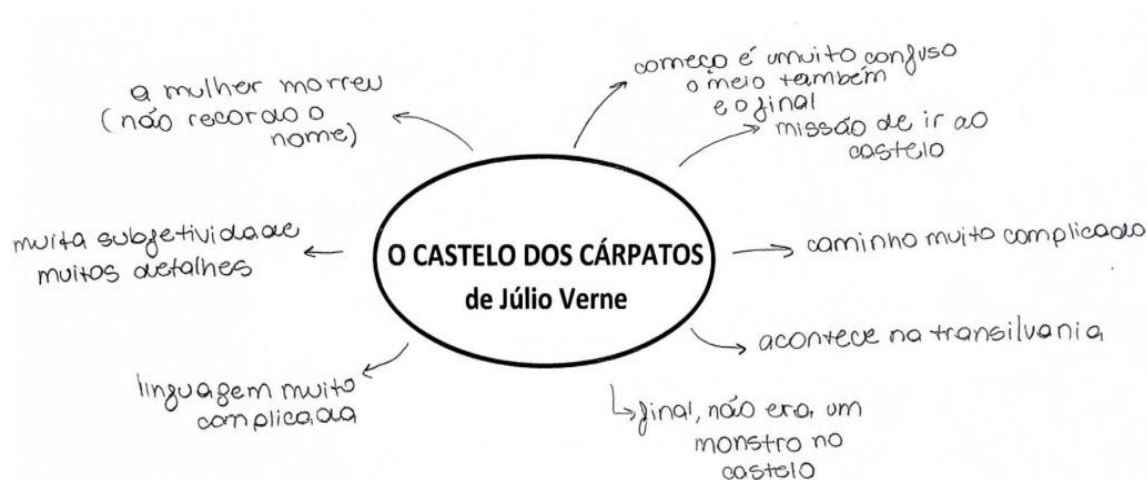 começo é muito confuso
o meio também
e o final
missão de ir ao
castelo
a mulher morreu
(não recordo o
nome)
muita subjetividade
muitos detalhes
O CASTELO DOS CÁRPATOS
de Júlio Verne
caminho muito complicado
acontece na transilvania
linguagem muito
complicada
final, não era um
monstro no
castelo